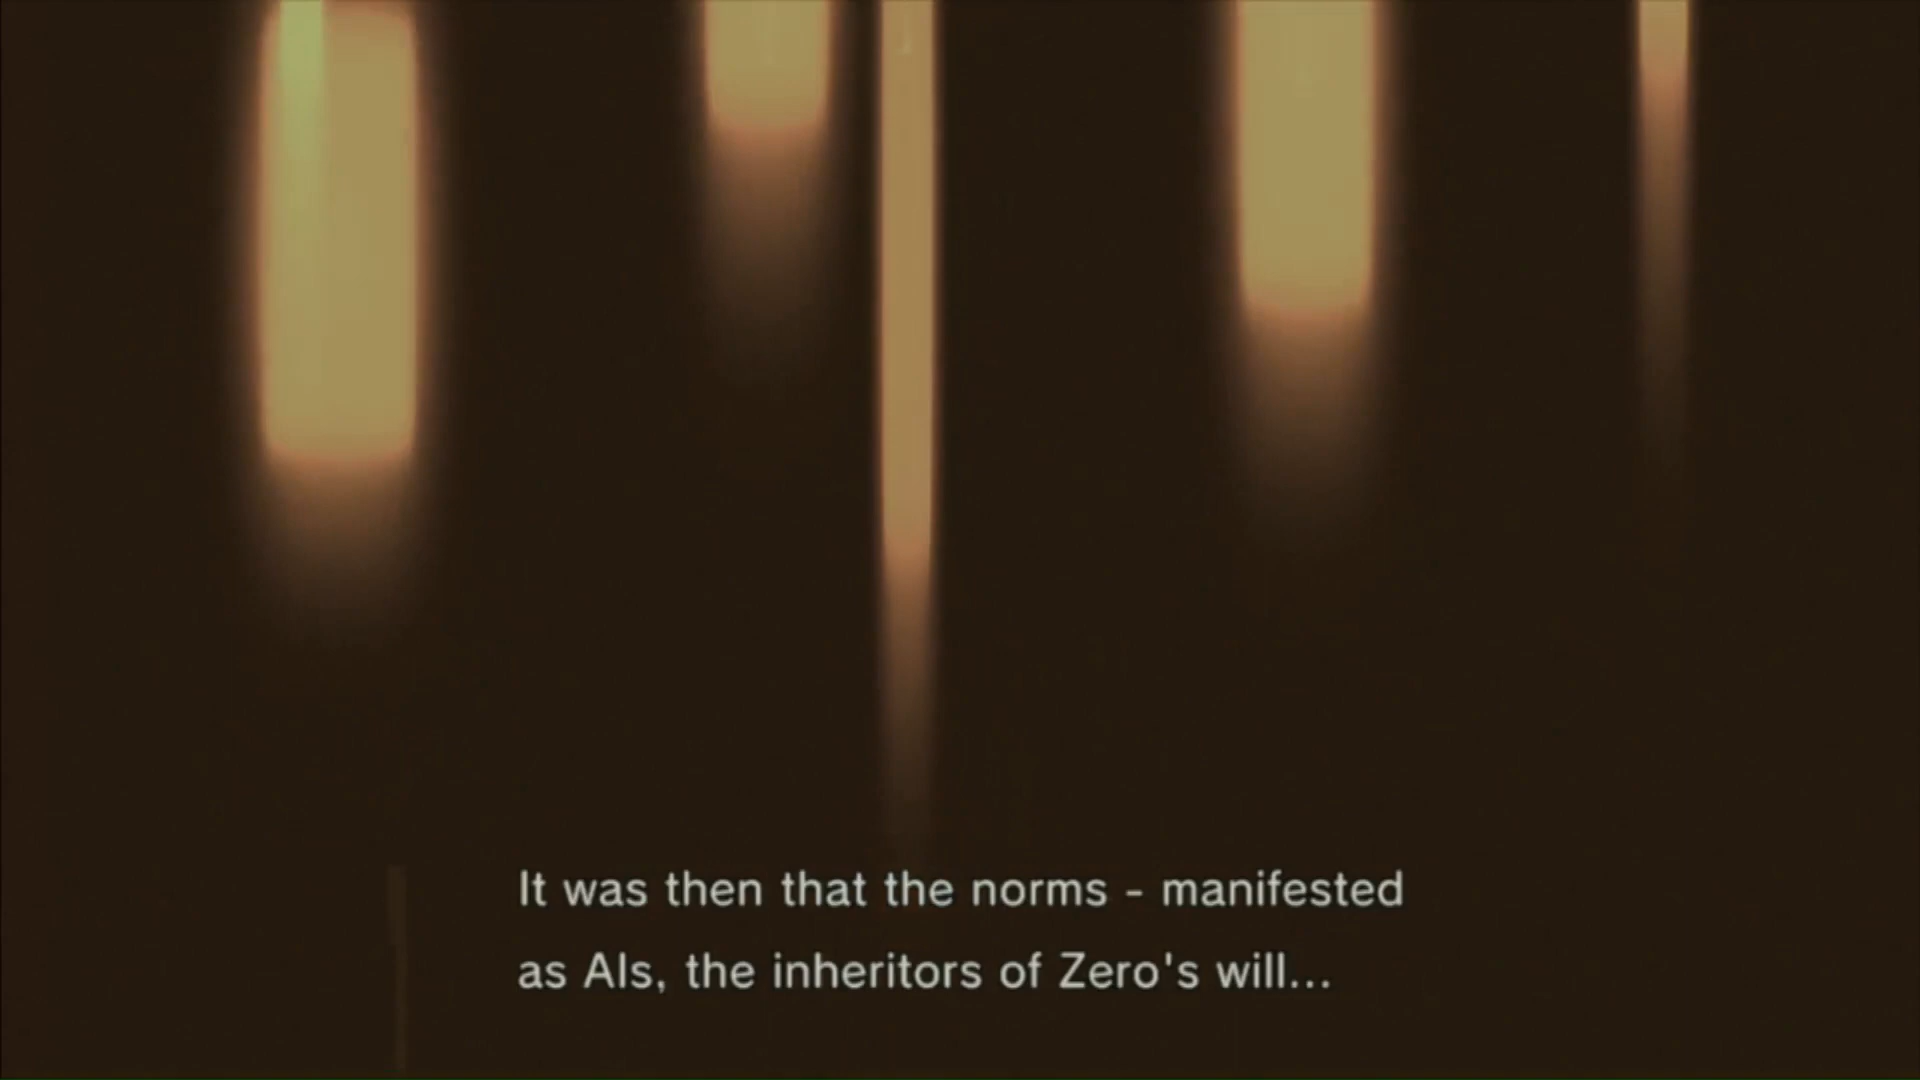 It was then that the norms - manifested
as AIs, the inheritors of Zero's will...